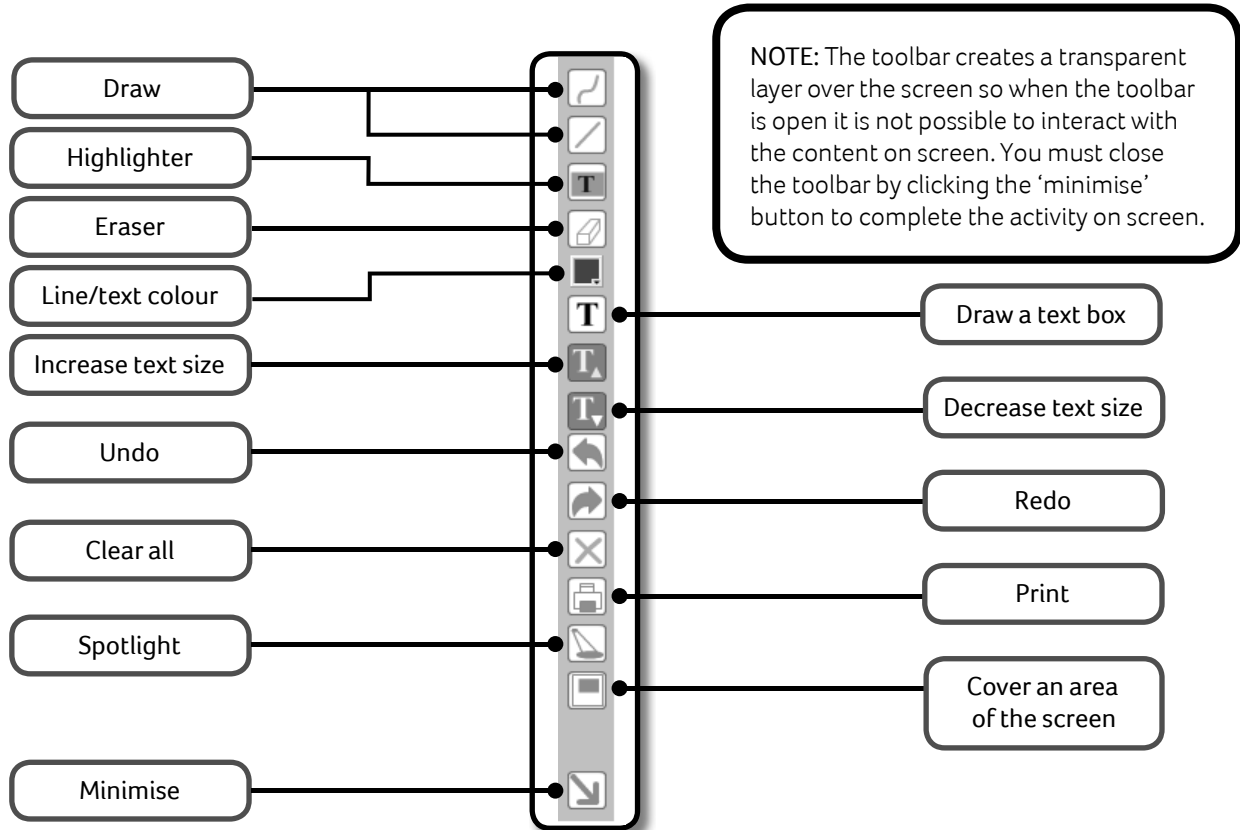 NOTE: The toolbar creates a transparent
layer over the screen so when the toolbar
is open it is not possible to interact with
the content on screen. You must close
the toolbar by clicking the ‘minimise’
button to complete the activity on screen.
Draw
Highlighter
Eraser
Line/text colour
Increase text size
Undo
Clear all
Spotlight
Minimise
T
T
T
T
Draw a text box
Decrease text size
Redo
Print
Cover an area
of the screen